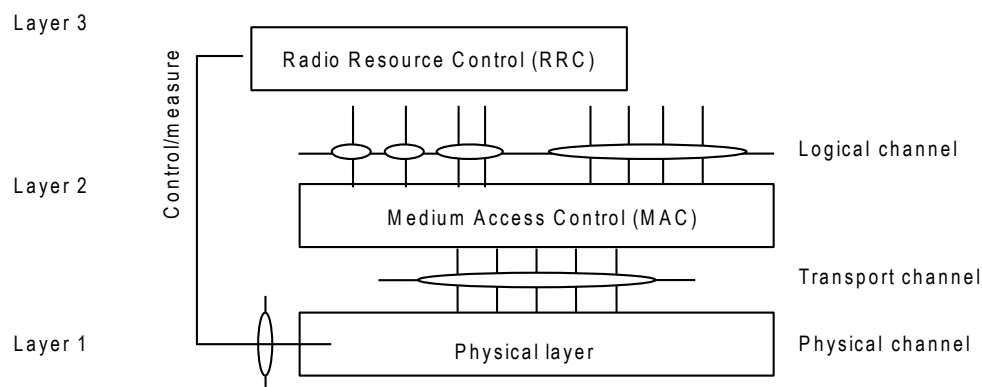 Layer 3
Radio Resource Control (RRC)
Control/measure
Logical channel
Layer 2
Medium Access Control (MAC)
Transport channel
Layer 1
Physical layer
Physical channel